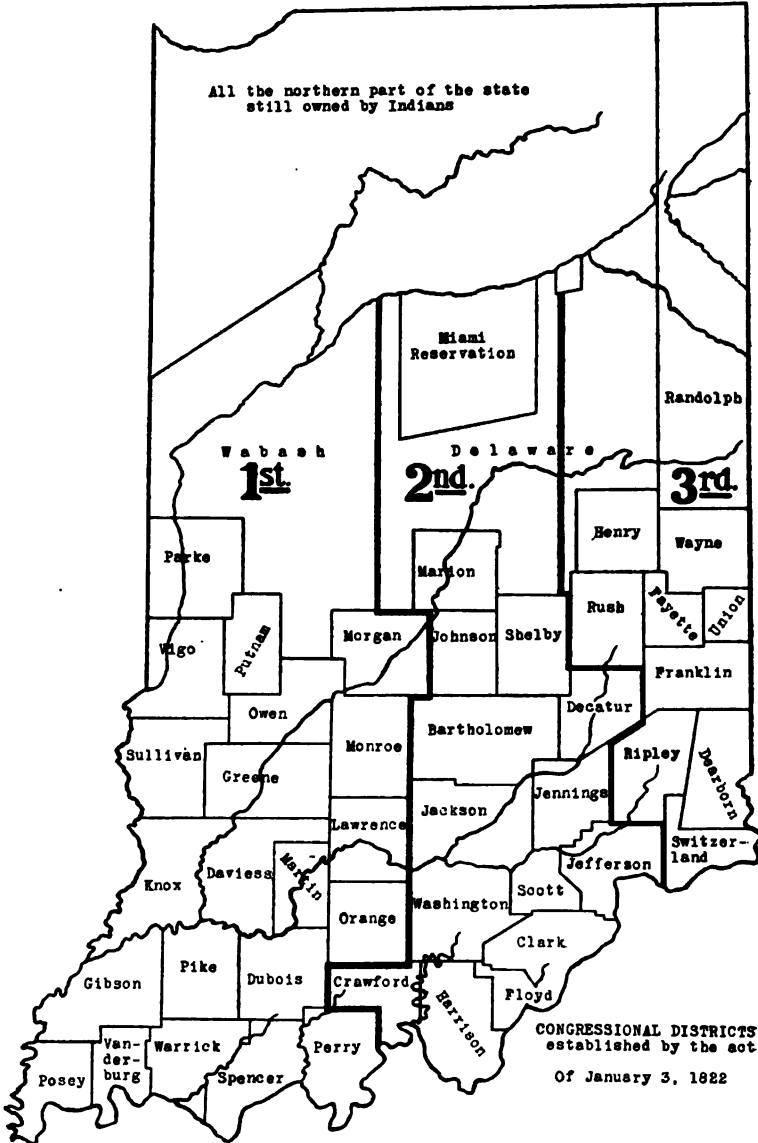 All the northern part of the state
still owned by Indians
Miami
Reservation
Randolph
Wabash
Delaware
1st.
2nd.
3rd.
Henry
Wayne
Parke
Marion
Rush
Fayette
Union
Vigo
Putnam
Morgan
Johnson
Shelby
Franklin
Owen
Decatur
Sullivan
Monroe
Bartholomew
Ripley
Dearborn
Greene
Jennings
Jackson
Lawrence
Switzer-
land
Knox
Daviess
Martin
Jefferson
Scott
Orange
Washington
Clark
Gibson
Pike
Dubois
Crawford
Harrison
Floyd
Posey
Van-
der-
burg
Warrick
Spencer
Perry
CONGRESSIONAL DISTRICTS
established by the act
Of January 3, 1822